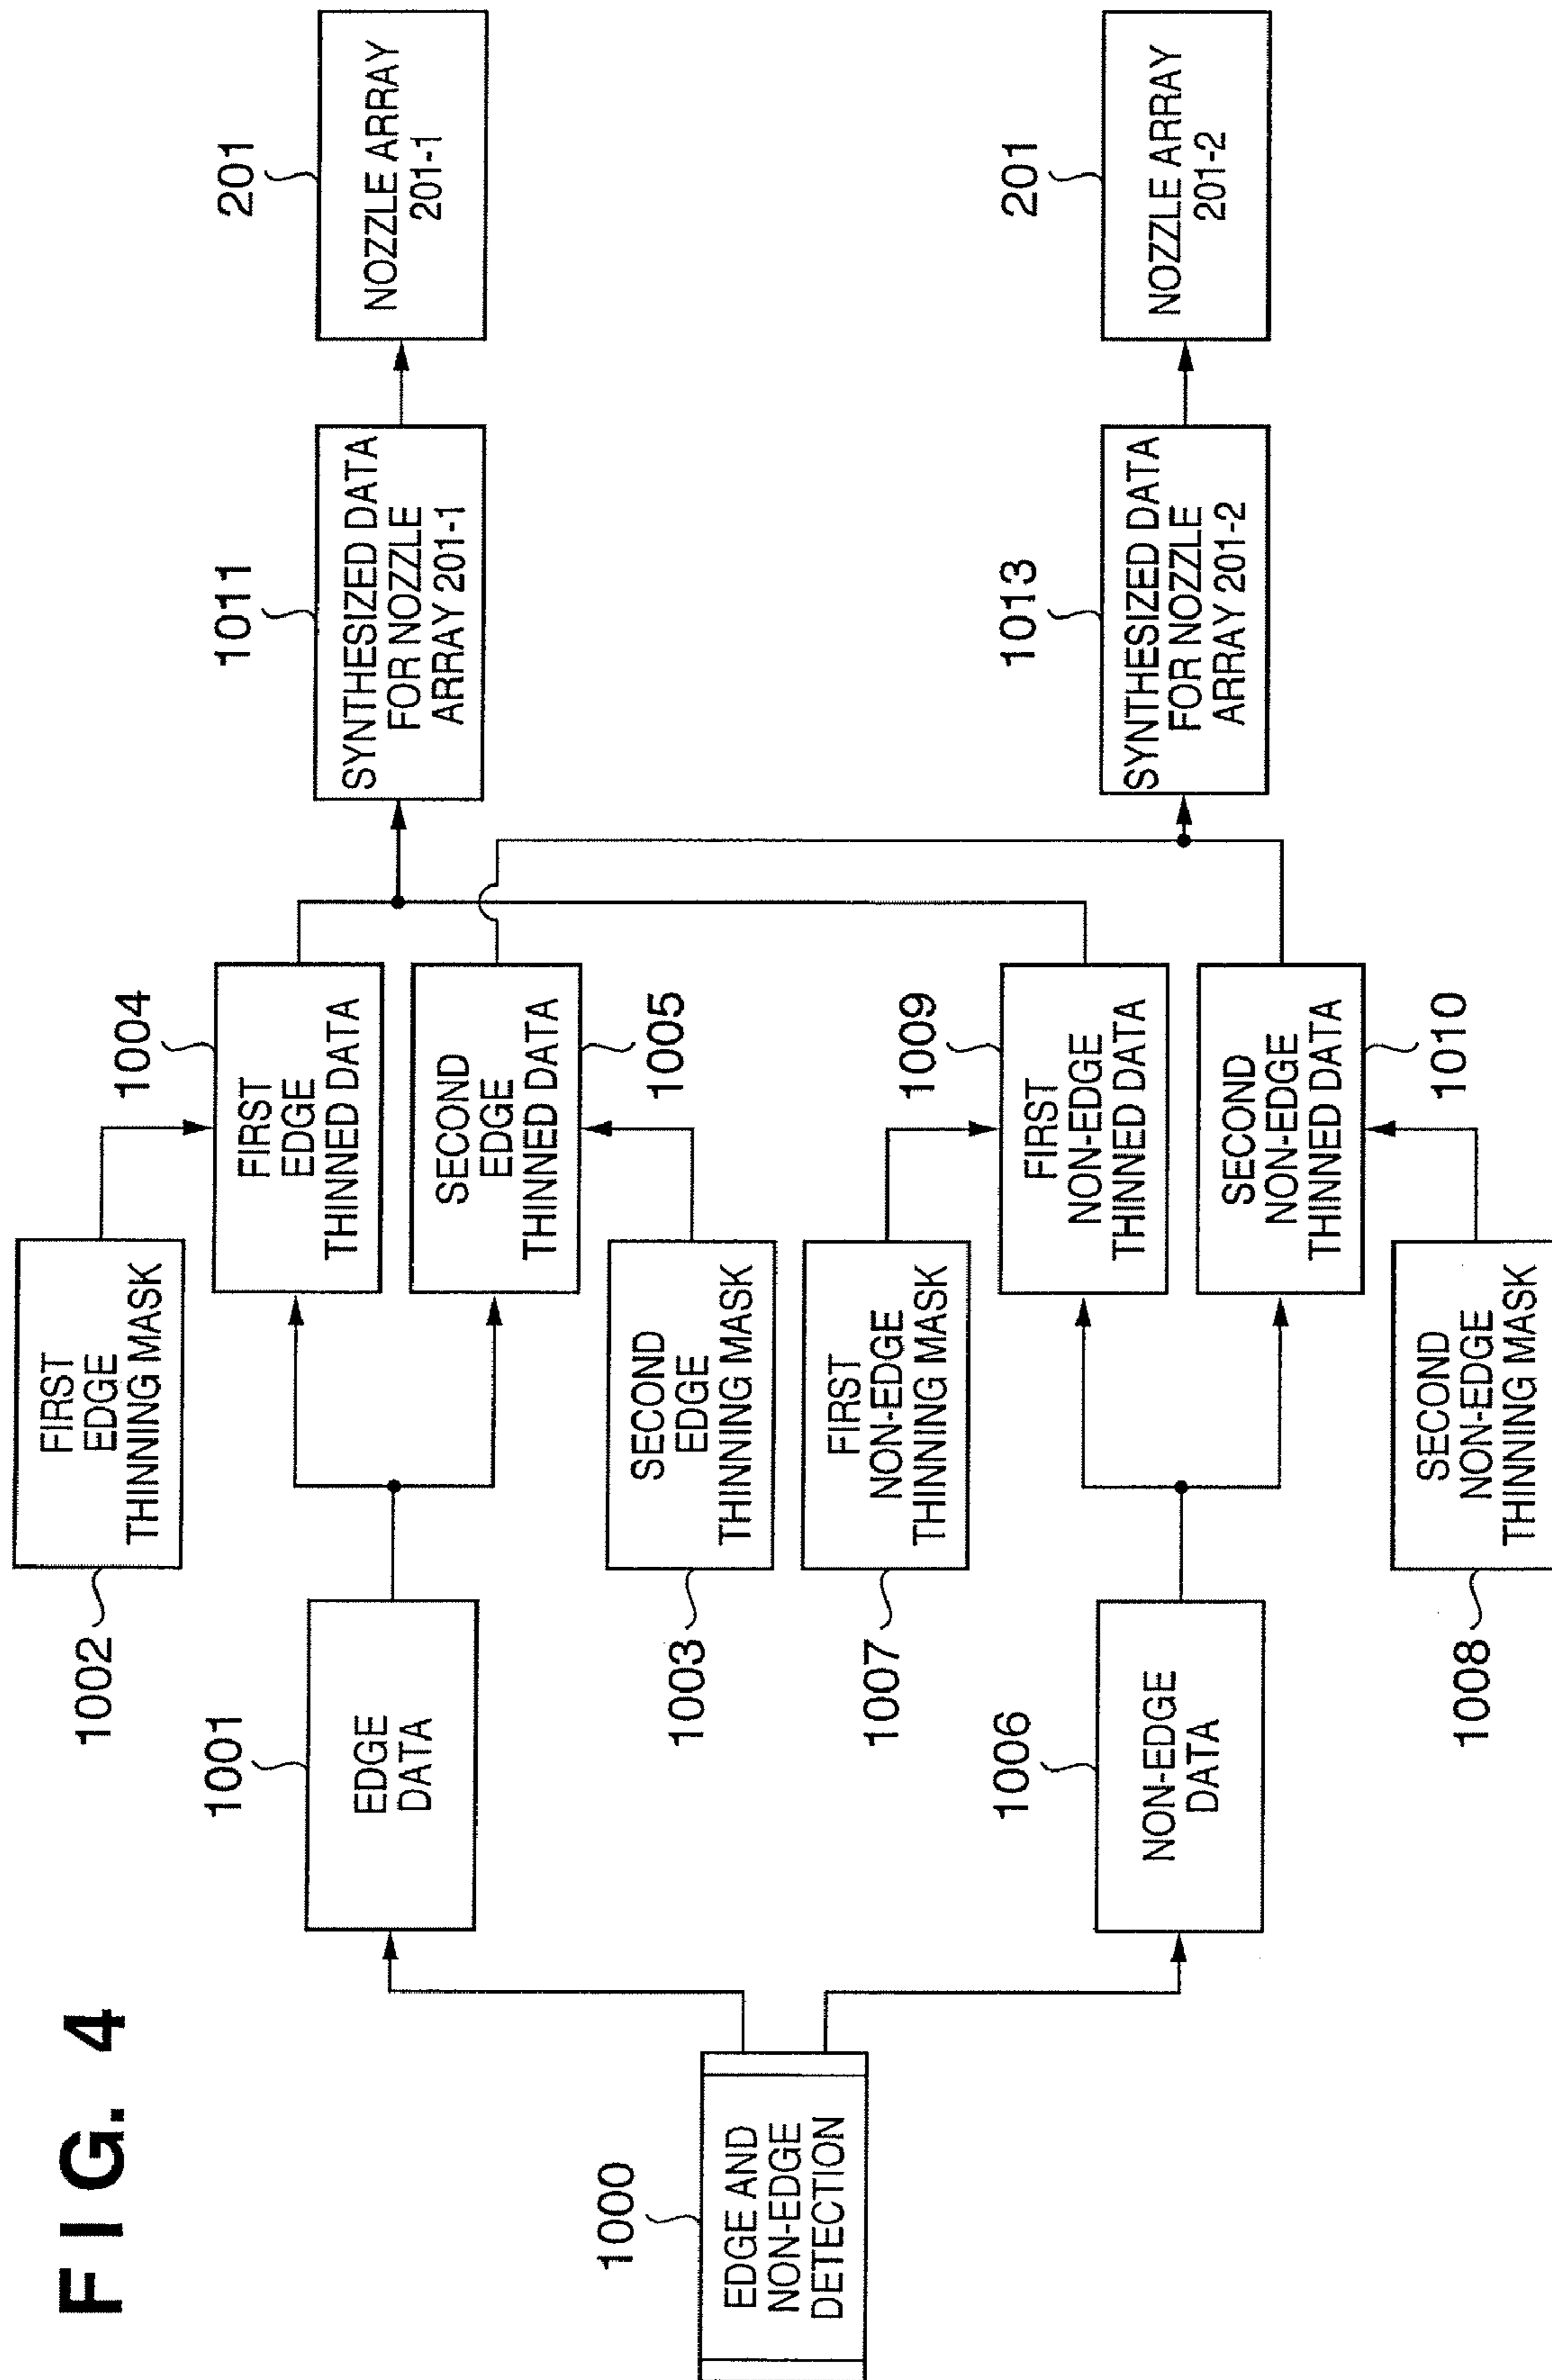 FIG. 4
1000
EDGE AND
NON-EDGE
DETECTION
1001
EDGE
DATA
1006
NON-EDGE
DATA
1002
FIRST
EDGE
THINNING MASK
1003
SECOND
EDGE
THINNING MASK
1007
FIRST
NON-EDGE
THINNING MASK
1008
SECOND
NON-EDGE
THINNING MASK
1004
FIRST
EDGE
THINNED DATA
SECOND
EDGE
THINNED DATA
1005
1009
FIRST
NON-EDGE
THINNED DATA
SECOND
NON-EDGE
THINNED DATA
1010
1011
SYNTHESIZED DATA
FOR NOZZLE
ARRAY 201-1
1013
SYNTHESIZED DATA
FOR NOZZLE
ARRAY 201-2
201
NOZZLE ARRAY
201-1
201
NOZZLE ARRAY
201-2